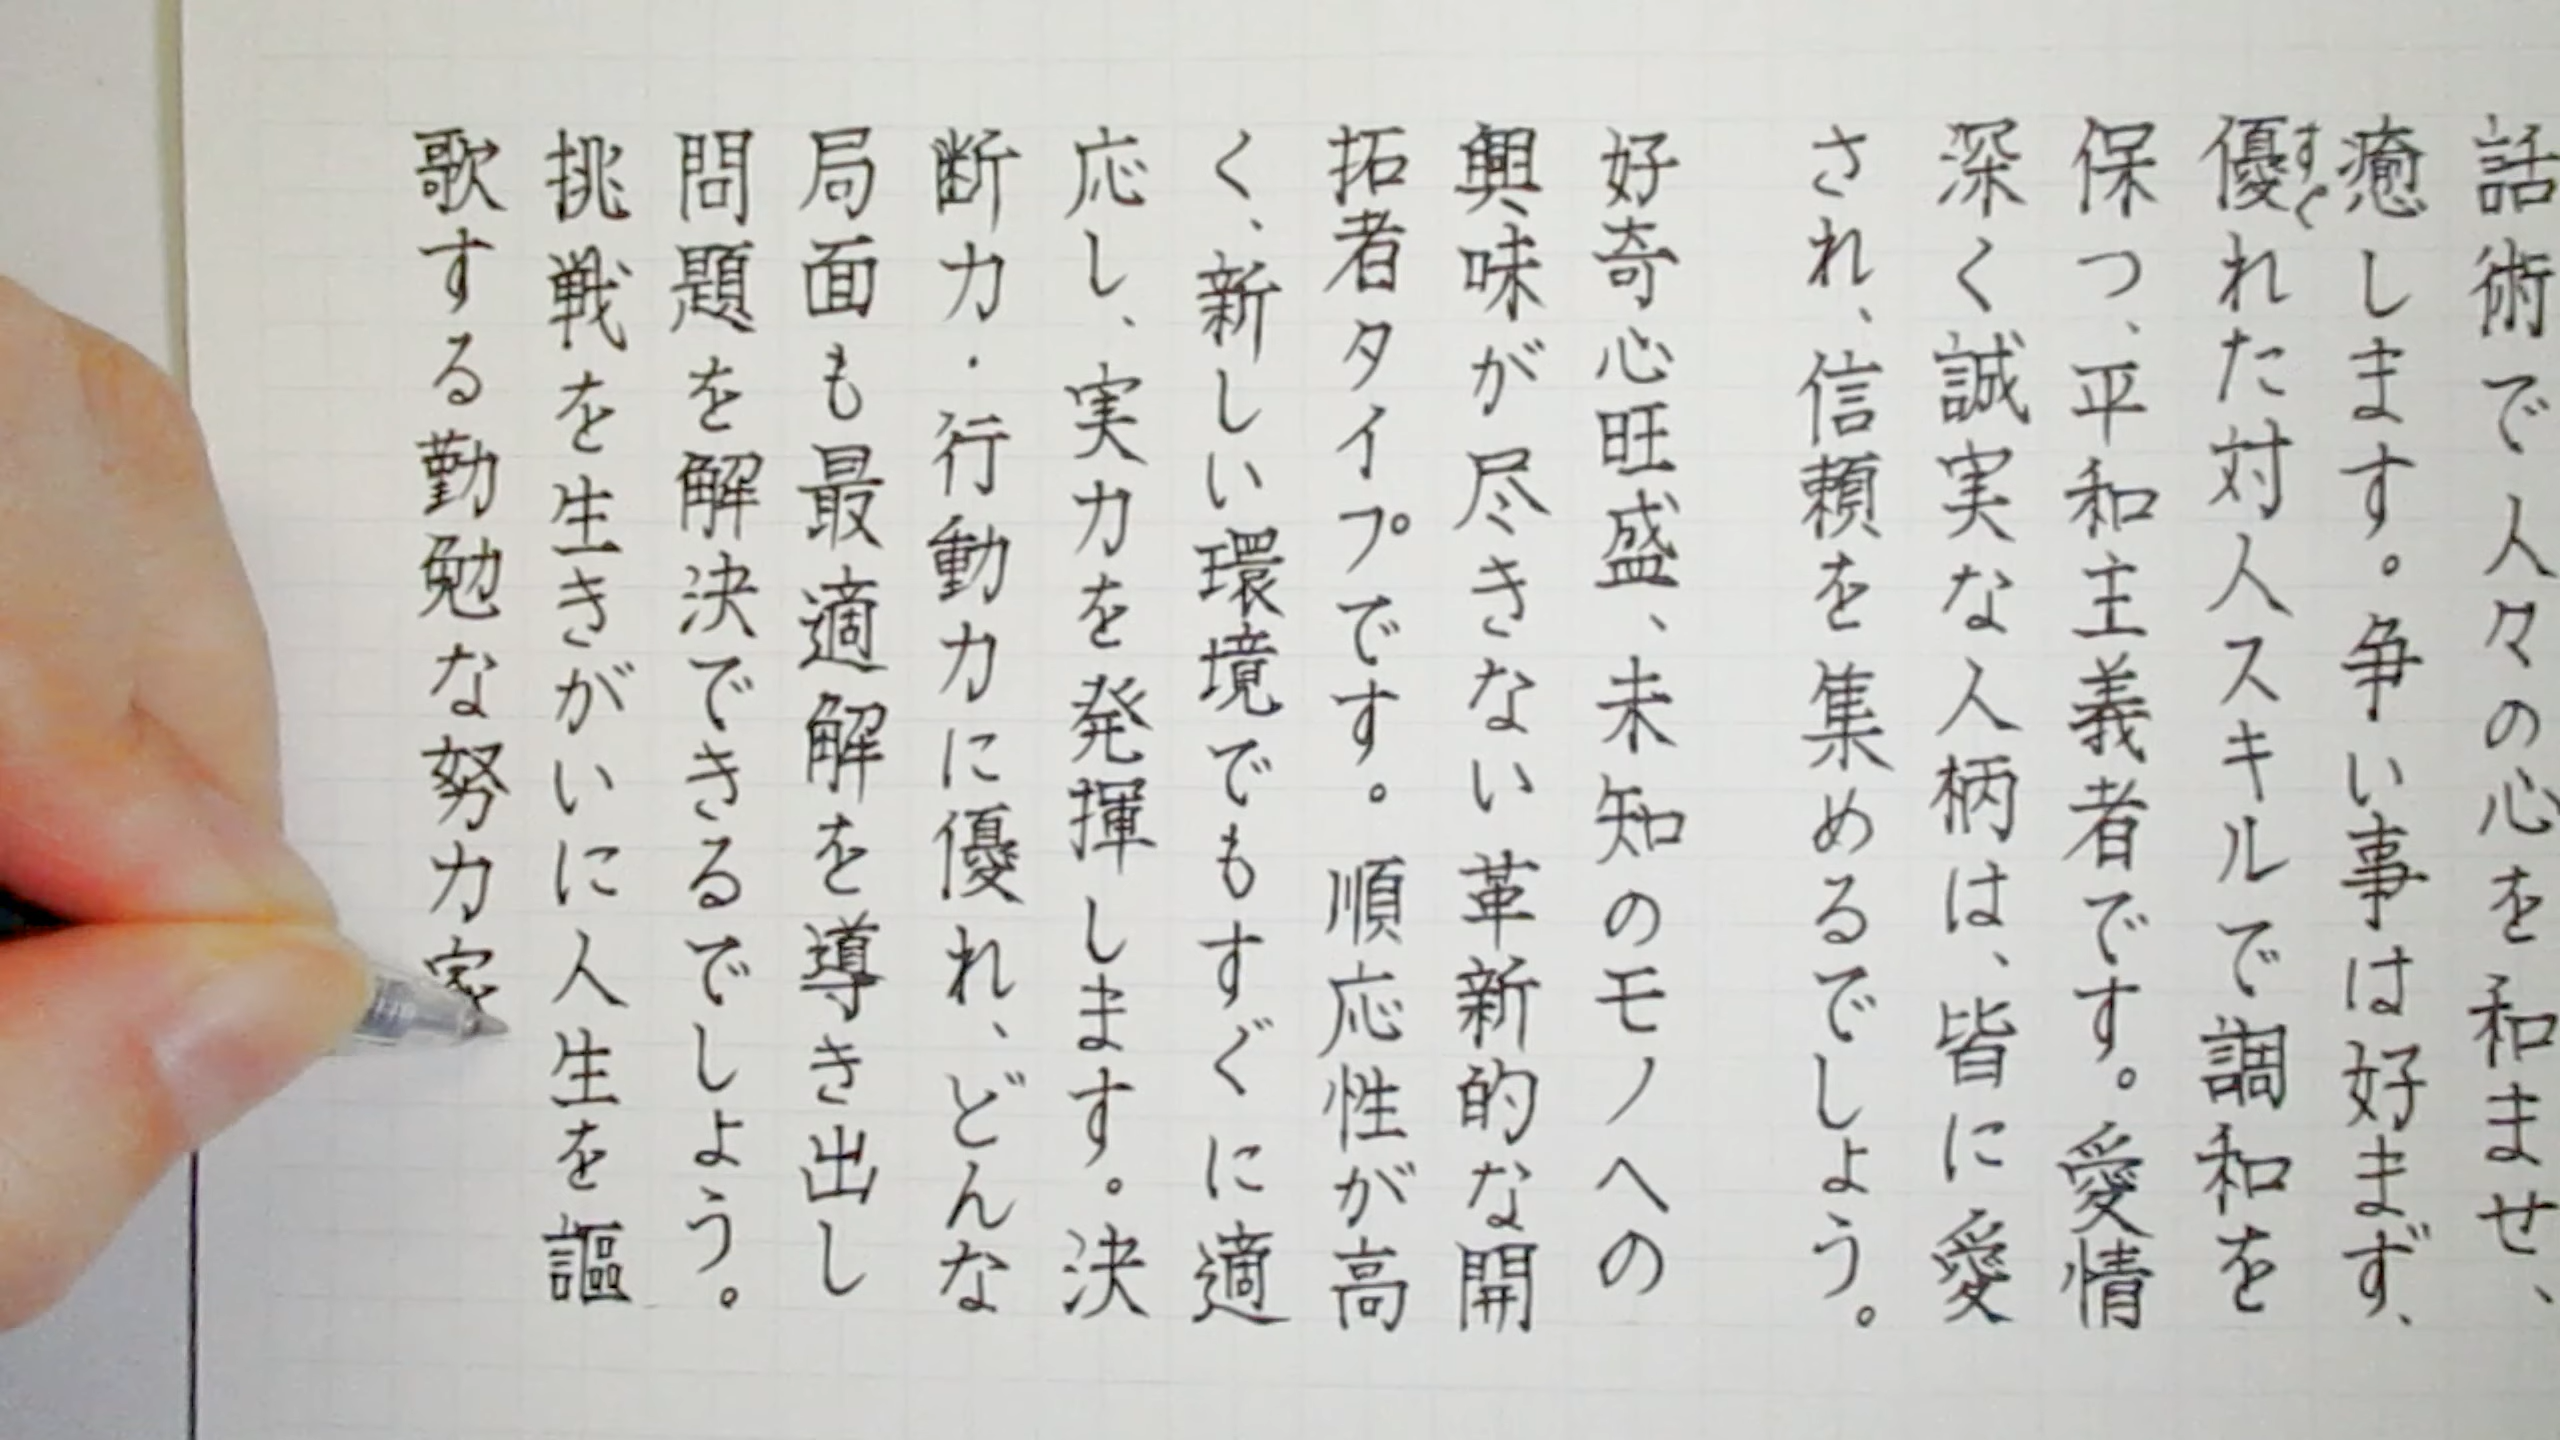 話術で人々の心を和ませ、
癒します。争い事は好まず、
優れた対人スキルで調和を
すぐ
保つ、平和主義者です。愛情
深く誠実な人柄は、皆に愛
され、信頼を集めるでしょう。
好奇心旺盛、未知のモノへの
興味が尽きない革新的な開
拓者タイプです。順応性が高
く、新しい環境でもすぐに適
応し、実力を発揮します。決
断力・行動力に優れ、どんな
局面も最適解を導き出し
問題を解決できるでしょう。
挑戦を生きがいに人生を謳
歌する勤勉な努力家